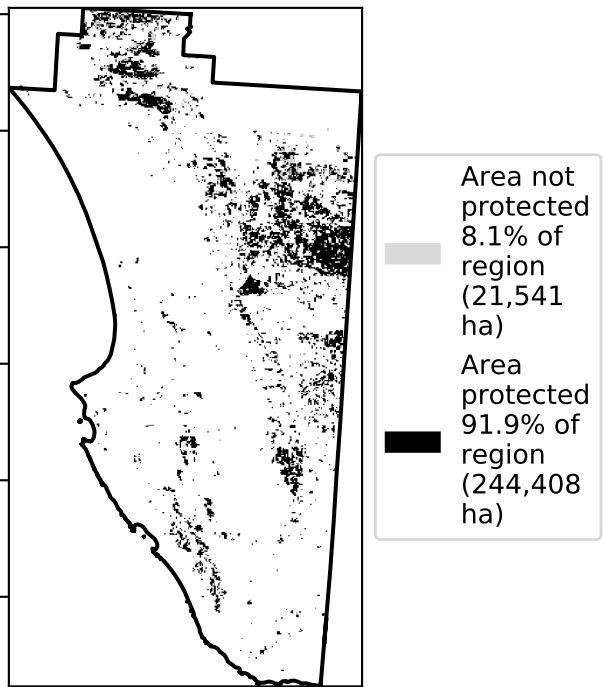 Area not
protected
8.1% of
region
(21,541
ha)
Area
protected
91.9% of
region
(244,408
ha)